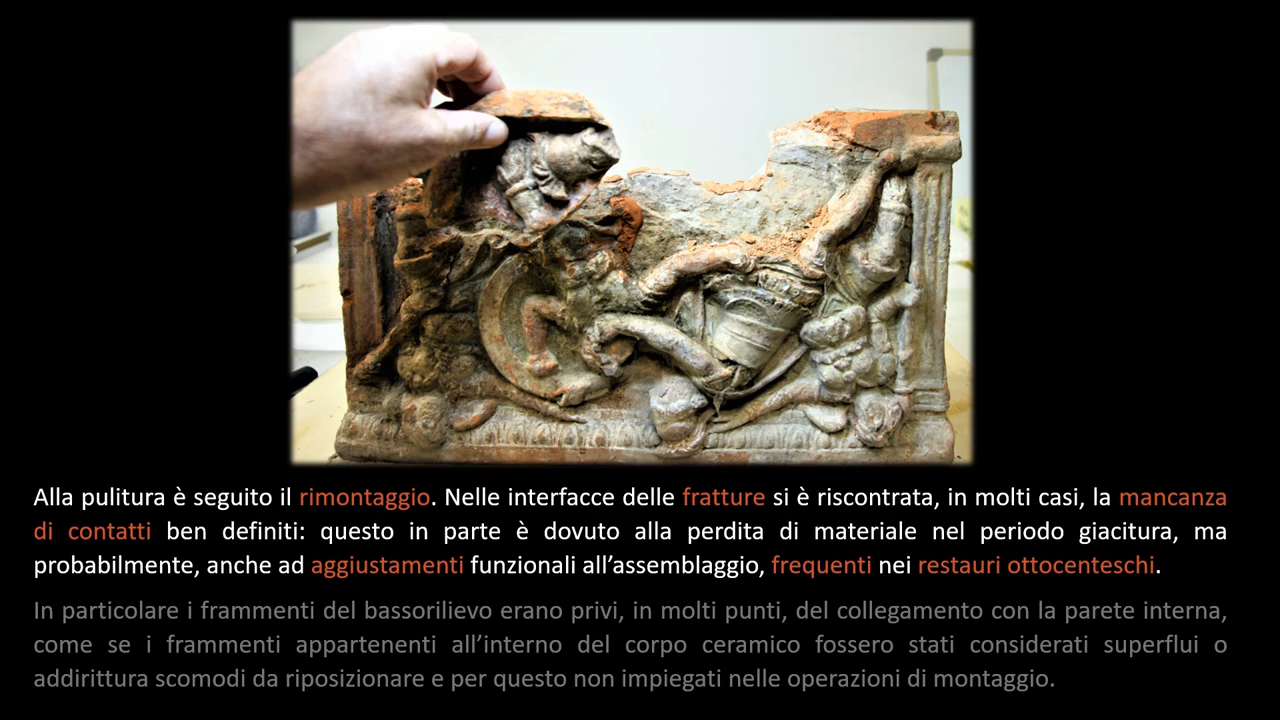 Alla pulitura è seguito il rimontaggio. Nelle interfacce delle fratture si è riscontrata, in molti casi, la mancanza
di contatti ben definiti: questo in parte è dovuto alla perdita di materiale nel periodo giacitura, ma
probabilmente, anche ad aggiustamenti funzionali all’assemblaggio, frequenti nei restauri ottocenteschi.
In particolare i frammenti del bassorilievo erano privi, in molti punti, del collegamento con la parete interna,
come se i frammenti appartenenti all’interno del corpo ceramico fossero stati considerati superflui o
addirittura scomodi da riposizionare e per questo non impiegati nelle operazioni di montaggio.